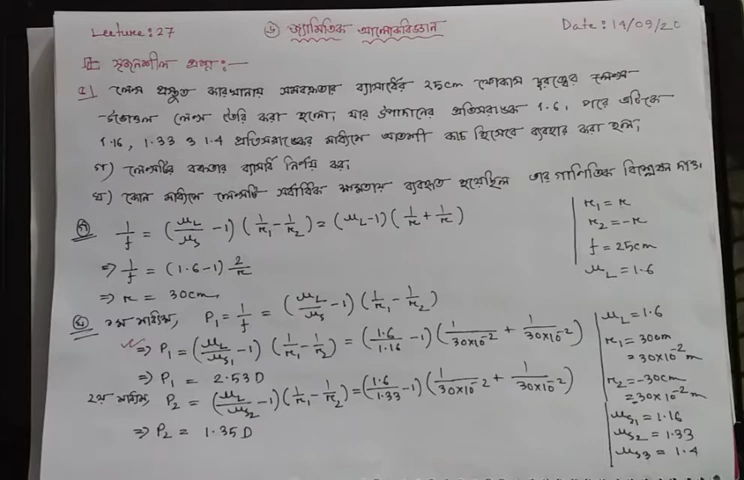 Lecture: 27 ৬ জ্যামিতিক আলোকবিজ্ঞান Date: 14/09/20
সৃজনশীল প্রশ্ন :-
১| লেন্স প্রস্তুত কারখানায় সমবক্রতার ব্যাসার্ধের 25cm ফোকাস দূরত্বের লেন্স
লেন্স তৈরি করা হলো, যার উপাদানের প্রতিসরাঙ্ক 1.6, পরে এটিকে
1.16, 1.33 ও 1.4 প্রতিসরাঙ্কের মাধ্যমে আতশী কাচ হিসেবে ব্যবহার করা হল,
গ) লেন্সটির বক্রতার ব্যাসার্ধ নির্ণয় কর,
ঘ) কোন মাধ্যমে লেন্সটি সর্বাধিক ক্ষমতায় ব্যবহৃত হয়েছিল তার গাণিতিক বিশ্লেষণ দাও।
গ 1/f = (μL/μs - 1) (1/r₁ - 1/r₂) = (μL-1) (1/r + 1/r)
⇒ 1/f = (1.6-1) 2/r
⇒ r = 30cm,
r₁ = r
r₂ = -r
f = 25cm
μL = 1.6
ঘ ১ম মাধ্যম, P₁ = 1/f = (μL/μs - 1) (1/r₁ - 1/r₂)
⇒ P₁ = (μL/μs₁ - 1) (1/r₁ - 1/r₂) = (1.6/1.16 - 1) (1/30×10⁻² + 1/30×10⁻²)
⇒ P₁ = 2.53D
২য় মাধ্যম, P₂ = (μL/μs₂ - 1) (1/r₁ - 1/r₂) = (1.6/1.33 - 1) (1/30×10⁻² + 1/30×10⁻²)
⇒ P₂ = 1.35D
μL = 1.6
r₁ = 30cm
= 30×10⁻² m
r₂ = -30cm
= -30×10⁻² m
μs₁ = 1.16
μs₂ = 1.33
μs3 = 1.4